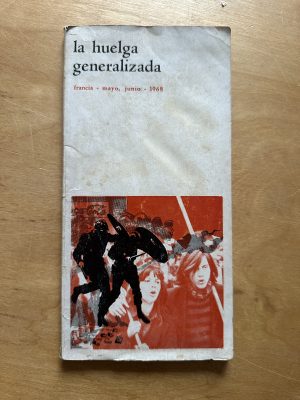 la huelga
generalizada
francia - mayo, junio - 1968